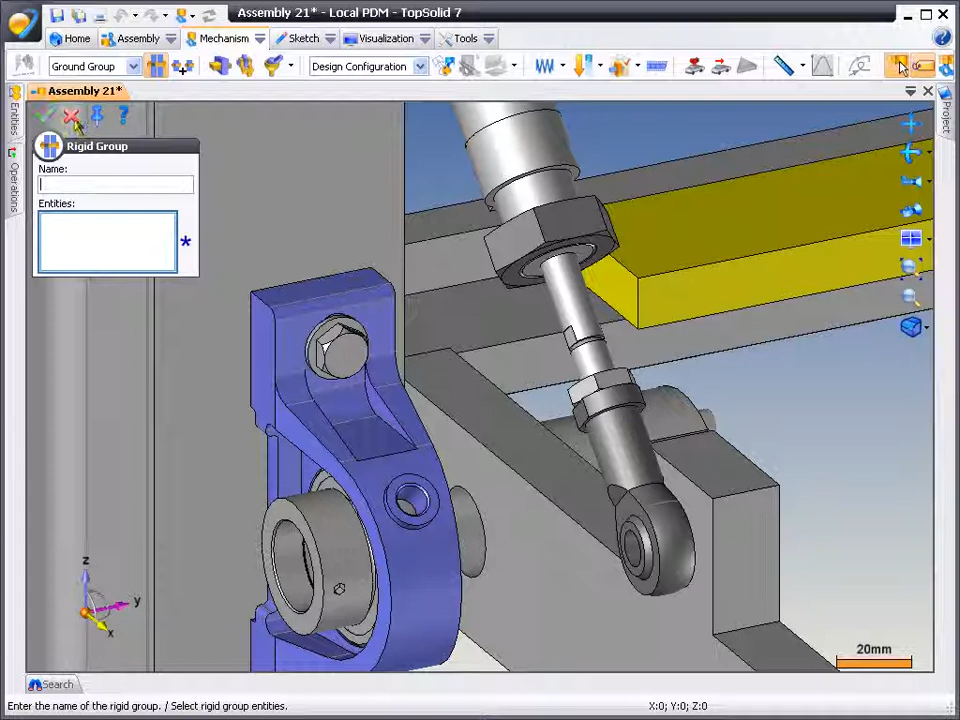 Assembly 21* - Local PDM - TopSolid 7
Home
Assembly
Mechanism
Sketch
Visualization
Tools
Ground Group
Design Configuration
Assembly 21*
Entities
Operations
Project
Rigid Group
Name:
Entities:
*
z
y
x
20mm
Search
Enter the name of the rigid group. / Select rigid group entities.
X:0; Y:0; Z:0